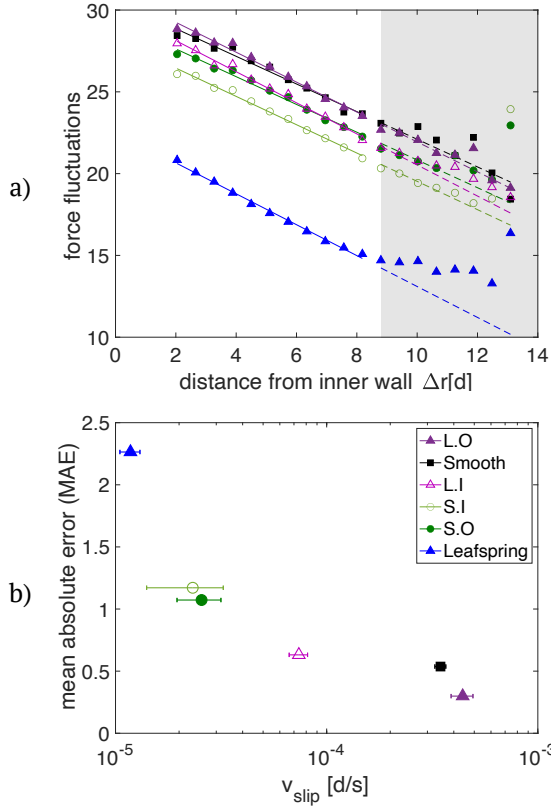 a)
force fluctuations
30
25
20
15
10
0 2 4 6 8 10 12 14
distance from inner wall Δr[d]
b)
mean absolute error (MAE)
2.5
2
1.5
1
0.5
0
L.O
Smooth
L.I
S.I
S.O
Leafspring
10-5 10-4 10-3
vslip [d/s]